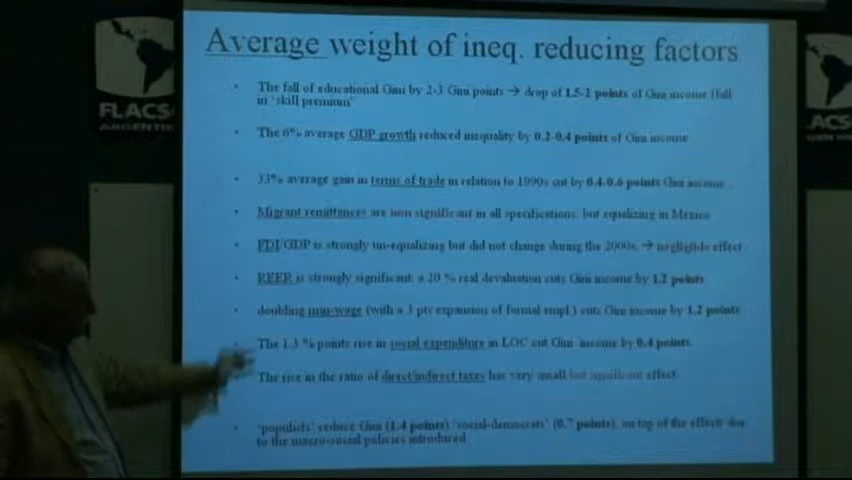 Average weight of ineq. reducing factors
FLACSO
ARGENTINA
LACSO
ARGENTINA
• The fall of educational Gini by 2-3 Gini points → drop of 1.5-2 points of Gini income (fall
in 'skill premium"
• The 6% average GDP growth reduced inequality by 0.2-0.4 points of Gini income
• 33% average gain in terms of trade in relation to 1990s cut by 0.4-0.6 points Gini income
• Migrant remittances are non significant in all specifications, but equalizing in Mexico
• FDI/GDP is strongly un-equalizing but did not change during the 2000s, → negligible effect
• REER is strongly significant: a 20 % real devaluation cuts Gini income by 1.2 points
• doubling min-wage (with a 3 pts expansion of formal empl.) cuts Gini income by 1.2 points
• The 1.3 % points rise in social expenditure in LOC cut Gini income by 0.4 points
The rise in the ratio of direct/indirect taxes has very small but significant effect
• 'populists' reduce Gini (1.4 points) 'social-democrats' (0.7 points), on top of the effects due
to the macro-social policies introduced